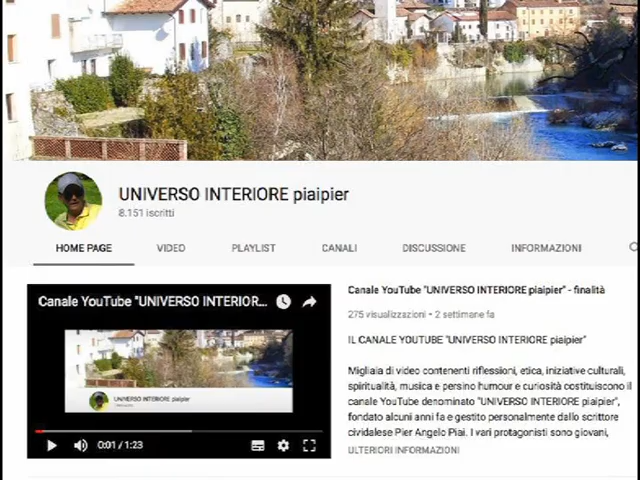 UNIVERSO INTERIORE piaipier
8.151 iscritti
HOME PAGE VIDEO PLAYLIST CANALI DISCUSSIONE INFORMAZIONI
Canale YouTube "UNIVERSO INTERIOR...
UNIVERSO INTERIORE piaipier
0:01 / 1:23
Canale YouTube "UNIVERSO INTERIORE piaipier" - finalità
275 visualizzazioni • 2 settimane fa
IL CANALE YOUTUBE "UNIVERSO INTERIORE piaipier"
Migliaia di video contenenti riflessioni, etica, iniziative culturali,
spiritualità, musica e persino humour e curiosità costituiscono il
canale YouTube denominato "UNIVERSO INTERIORE piaipier",
fondato alcuni anni fa e gestito personalmente dallo scrittore
cividalese Pier Angelo Piai. I vari protagonisti sono giovani,
ULTERIORI INFORMAZIONI